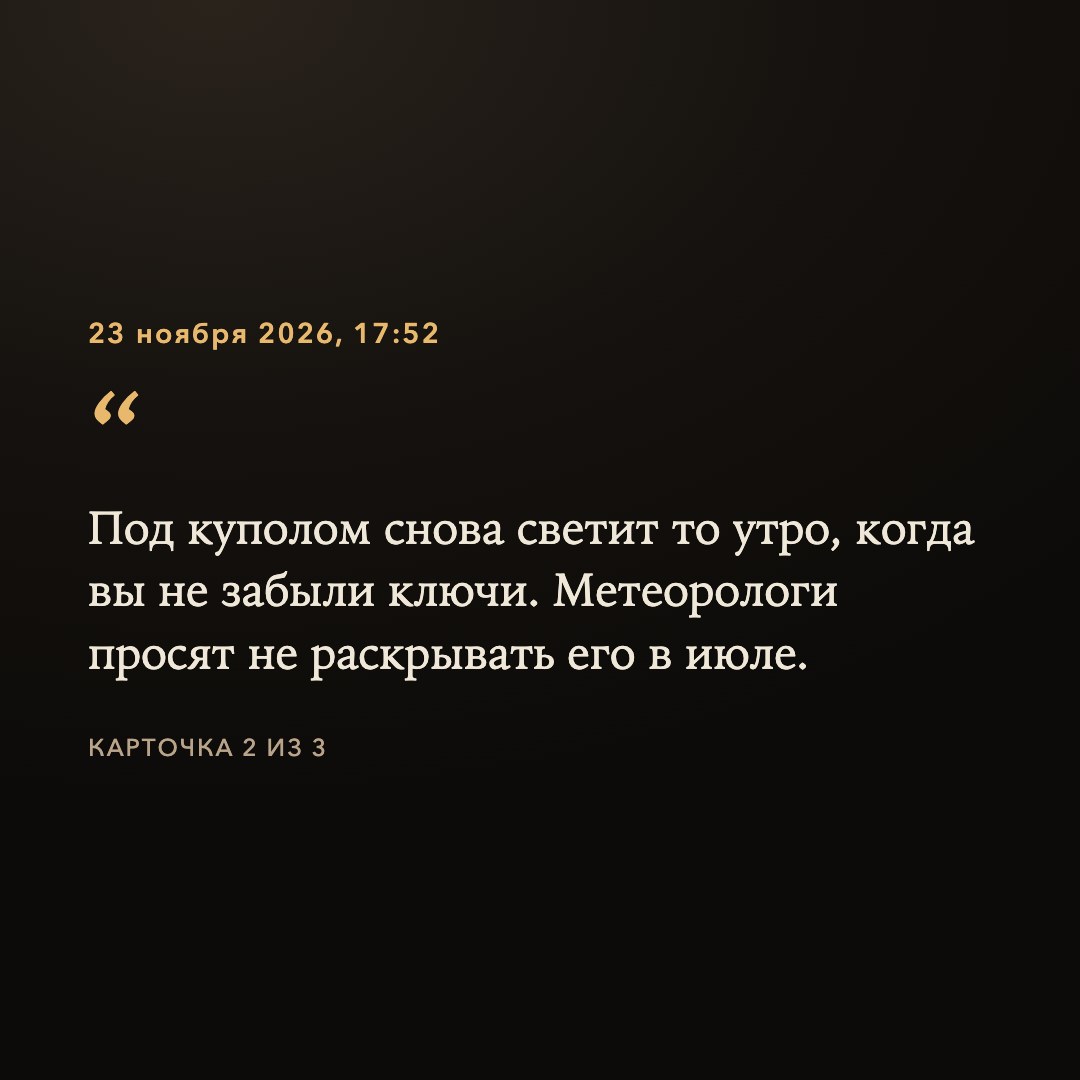 23 ноября 2026, 17:52
“
Под куполом снова светит то утро, когда
вы не забыли ключи. Метеорологи
просят не раскрывать его в июле.
КАРТОЧКА 2 ИЗ 3